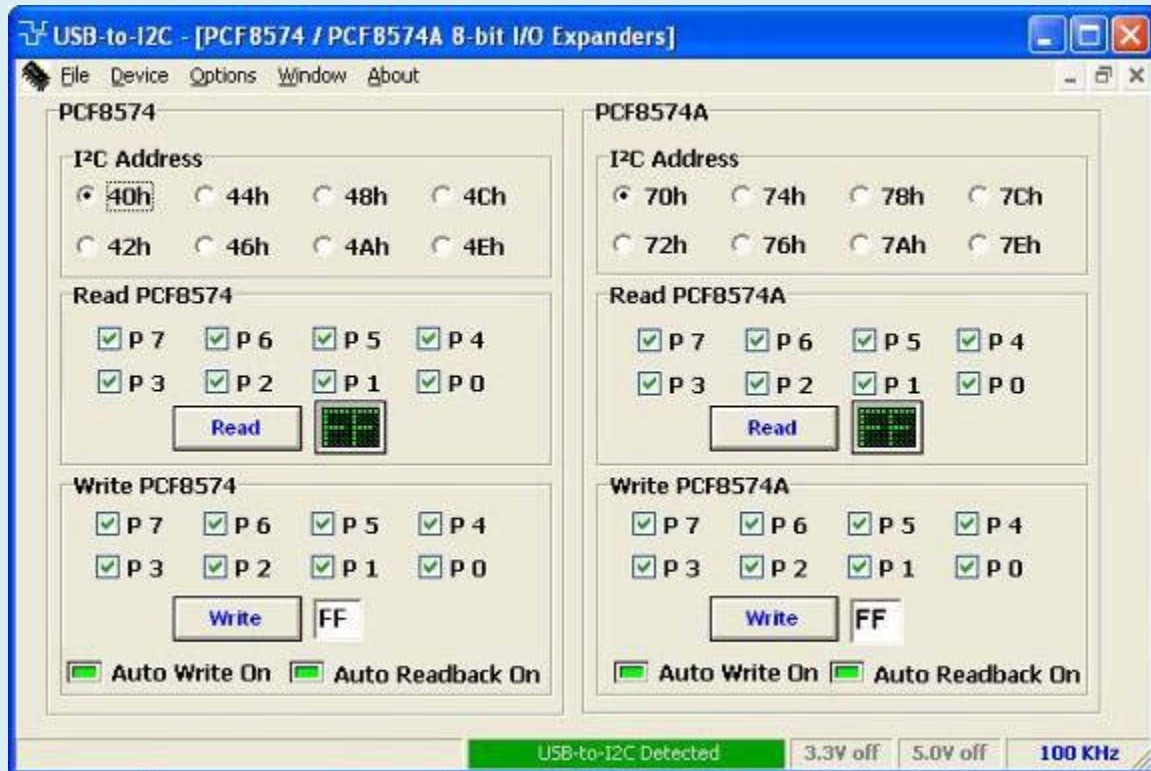 USB-to-I2C - [PCF8574 / PCF8574A 8-bit I/O Expanders]
File Device Options Window About
PCF8574
I²C Address
40h 44h 48h 4Ch
42h 46h 4Ah 4Eh
Read PCF8574
P 7 P 6 P 5 P 4
P 3 P 2 P 1 P 0
Read FF
Write PCF8574
P 7 P 6 P 5 P 4
P 3 P 2 P 1 P 0
Write FF
Auto Write On Auto Readback On
PCF8574A
I²C Address
70h 74h 78h 7Ch
72h 76h 7Ah 7Eh
Read PCF8574A
P 7 P 6 P 5 P 4
P 3 P 2 P 1 P 0
Read FF
Write PCF8574A
P 7 P 6 P 5 P 4
P 3 P 2 P 1 P 0
Write FF
Auto Write On Auto Readback On
USB-to-I2C Detected 3.3V off 5.0V off 100 KHz